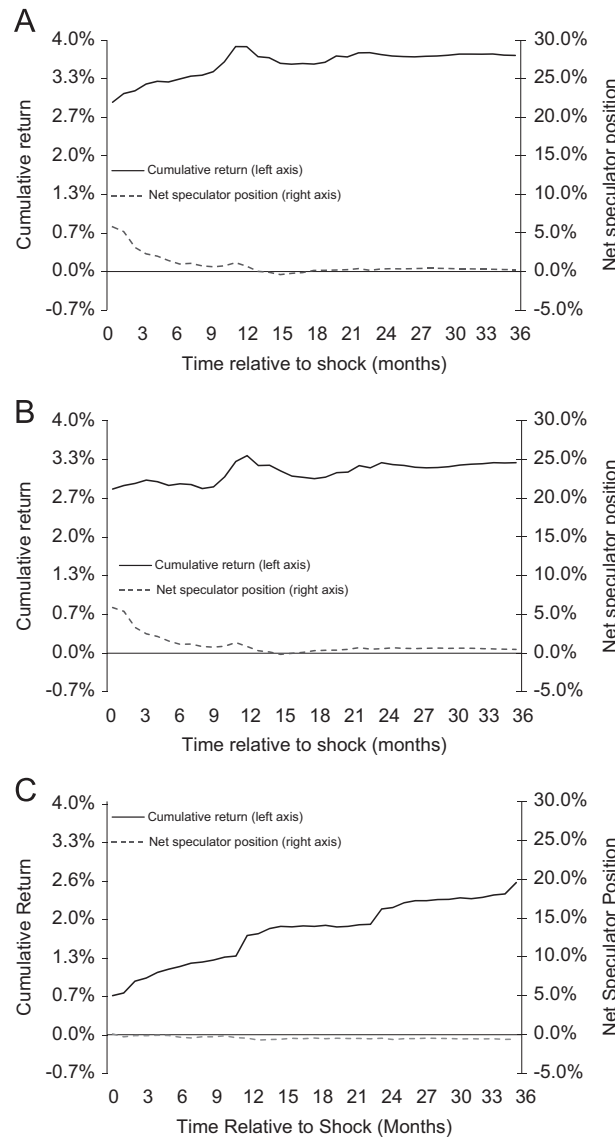 A
4.0%
3.3%
2.7%
2.0%
1.3%
0.7%
0.0%
-0.7%
Cumulative return
Cumulative return (left axis)
Net speculator position (right axis)
30.0%
25.0%
20.0%
15.0%
10.0%
5.0%
0.0%
-5.0%
Net speculator position
0 3 6 9 12 15 18 21 24 27 30 33 36
Time relative to shock (months)
B
4.0%
3.3%
2.7%
2.0%
1.3%
0.7%
0.0%
-0.7%
Cumulative return
Cumulative return (left axis)
Net speculator position (right axis)
30.0%
25.0%
20.0%
15.0%
10.0%
5.0%
0.0%
-5.0%
Net speculator position
0 3 6 9 12 15 18 21 24 27 30 33 36
Time relative to shock (months)
C
4.0%
3.3%
2.6%
2.0%
1.3%
0.7%
0.0%
-0.7%
Cumulative Return
Cumulative return (left axis)
Net speculator position (right axis)
30.0%
25.0%
20.0%
15.0%
10.0%
5.0%
0.0%
-5.0%
Net Speculator Position
0 3 6 9 12 15 18 21 24 27 30 33 36
Time Relative to Shock (Months)